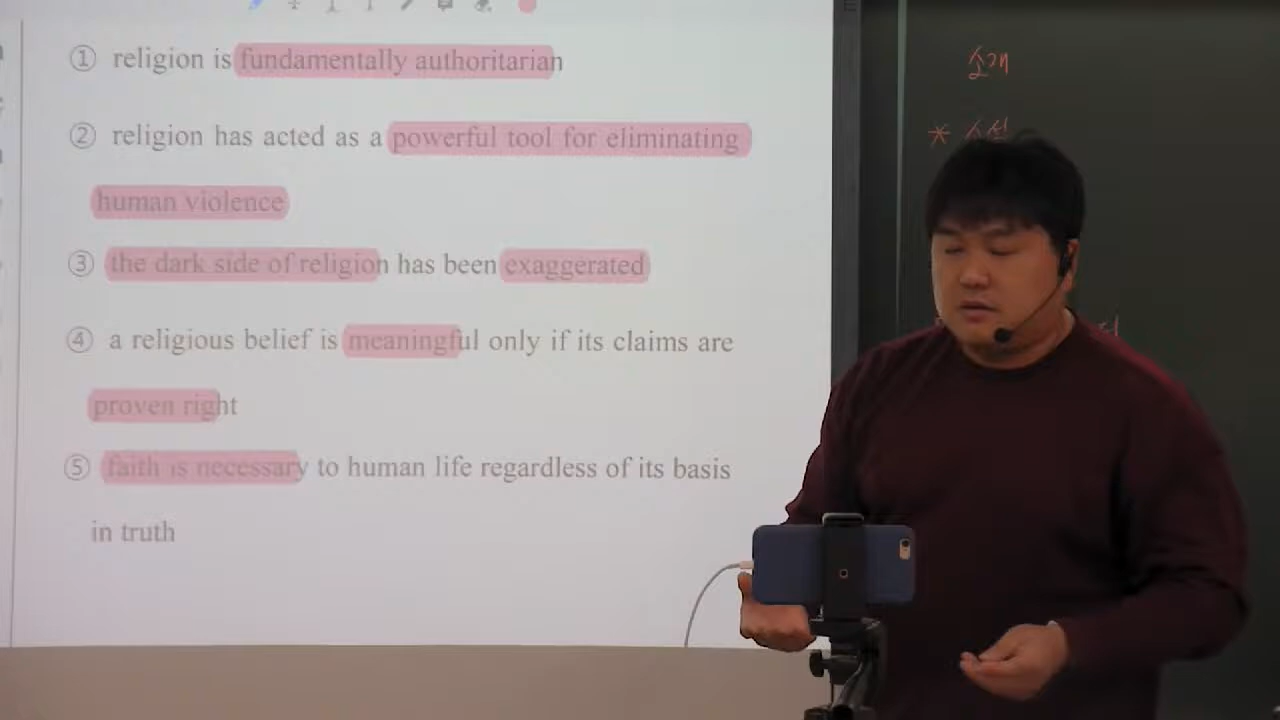 ① religion is fundamentally authoritarian
② religion has acted as a powerful tool for eliminating
human violence
③ the dark side of religion has been exaggerated
④ a religious belief is meaningful only if its claims are
proven right
⑤ faith is necessary to human life regardless of its basis
in truth
소개
*